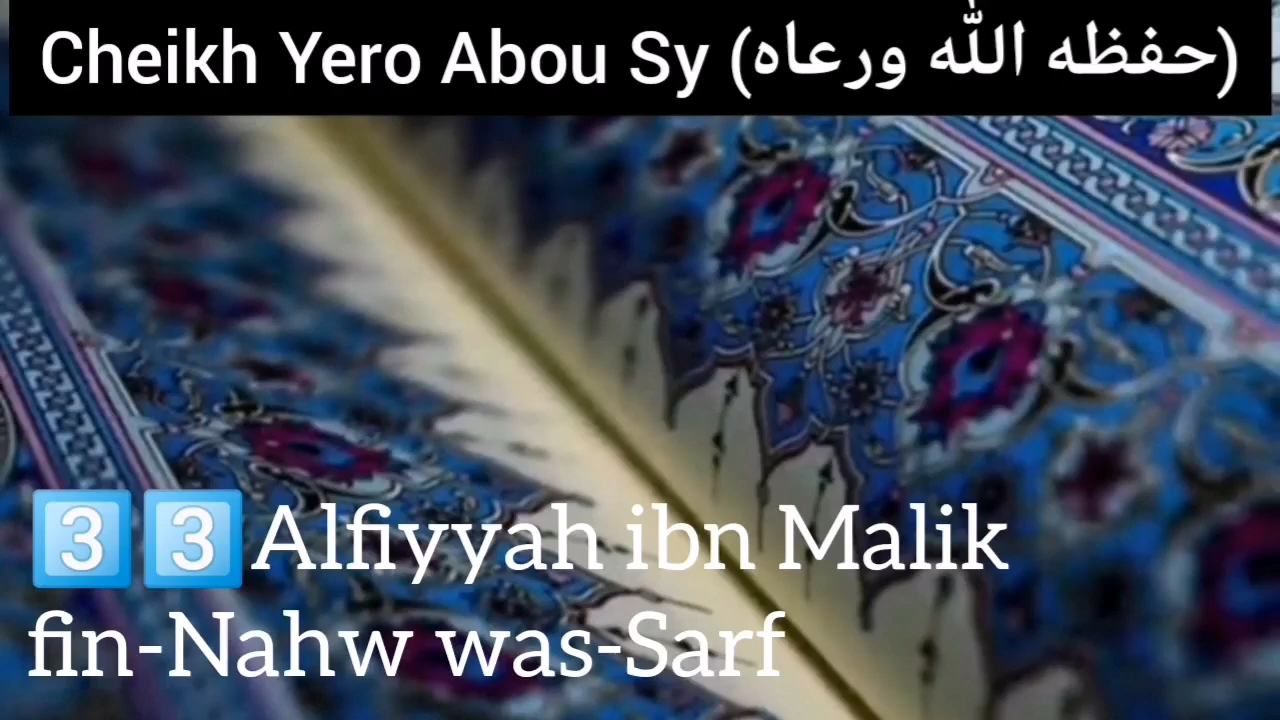 Cheikh Yero Abou Sy (حفظه الله ورعاه)
3️⃣3️⃣Alfiyyah ibn Malik
fin-Nahw was-Sarf